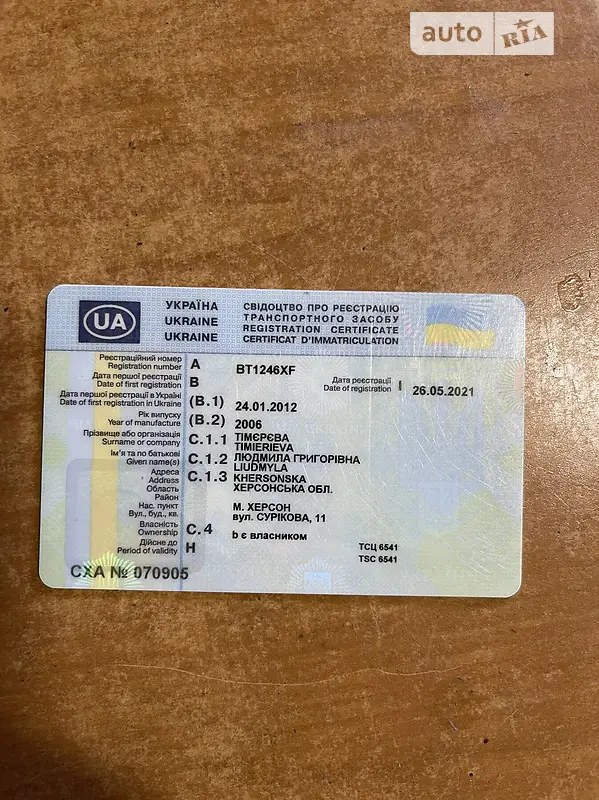 auto RIA
UA
УКРАЇНА
UKRAINE
UKRAINE
СВІДОЦТВО ПРО РЕЄСТРАЦІЮ
ТРАНСПОРТНОГО ЗАСОБУ
REGISTRATION CERTIFICATE
CERTIFICAT D'IMMATRICULATION
Реєстраційний номер
Registration number
A
BT1246XF
Дата першої реєстрації
Date of first registration
B
Дата реєстрації
Date of registration
I
26.05.2021
Дата першої реєстрації в Україні
Date of first registration in Ukraine
(B.1)
24.01.2012
Рік випуску
Year of manufacture
(B.2)
2006
Прізвище або організація
Surname or company
C.1.1
ТІМЄРЄВА
TIMIERIEVA
Ім'я та по батькові
Given name(s)
C.1.2
ЛЮДМИЛА ГРИГОРІВНА
LIUDMYLA
Адреса
Address
C.1.3
KHERSONSKA
Область
ХЕРСОНСЬКА ОБЛ.
Район
Нас. пункт
М. ХЕРСОН
Вул., буд., кв.
вул. СУРІКОВА, 11
Власність
Ownership
C.4
b є власником
Дійсне до
Period of validity
H
ТСЦ 6541
TSC 6541
СХА № 070905